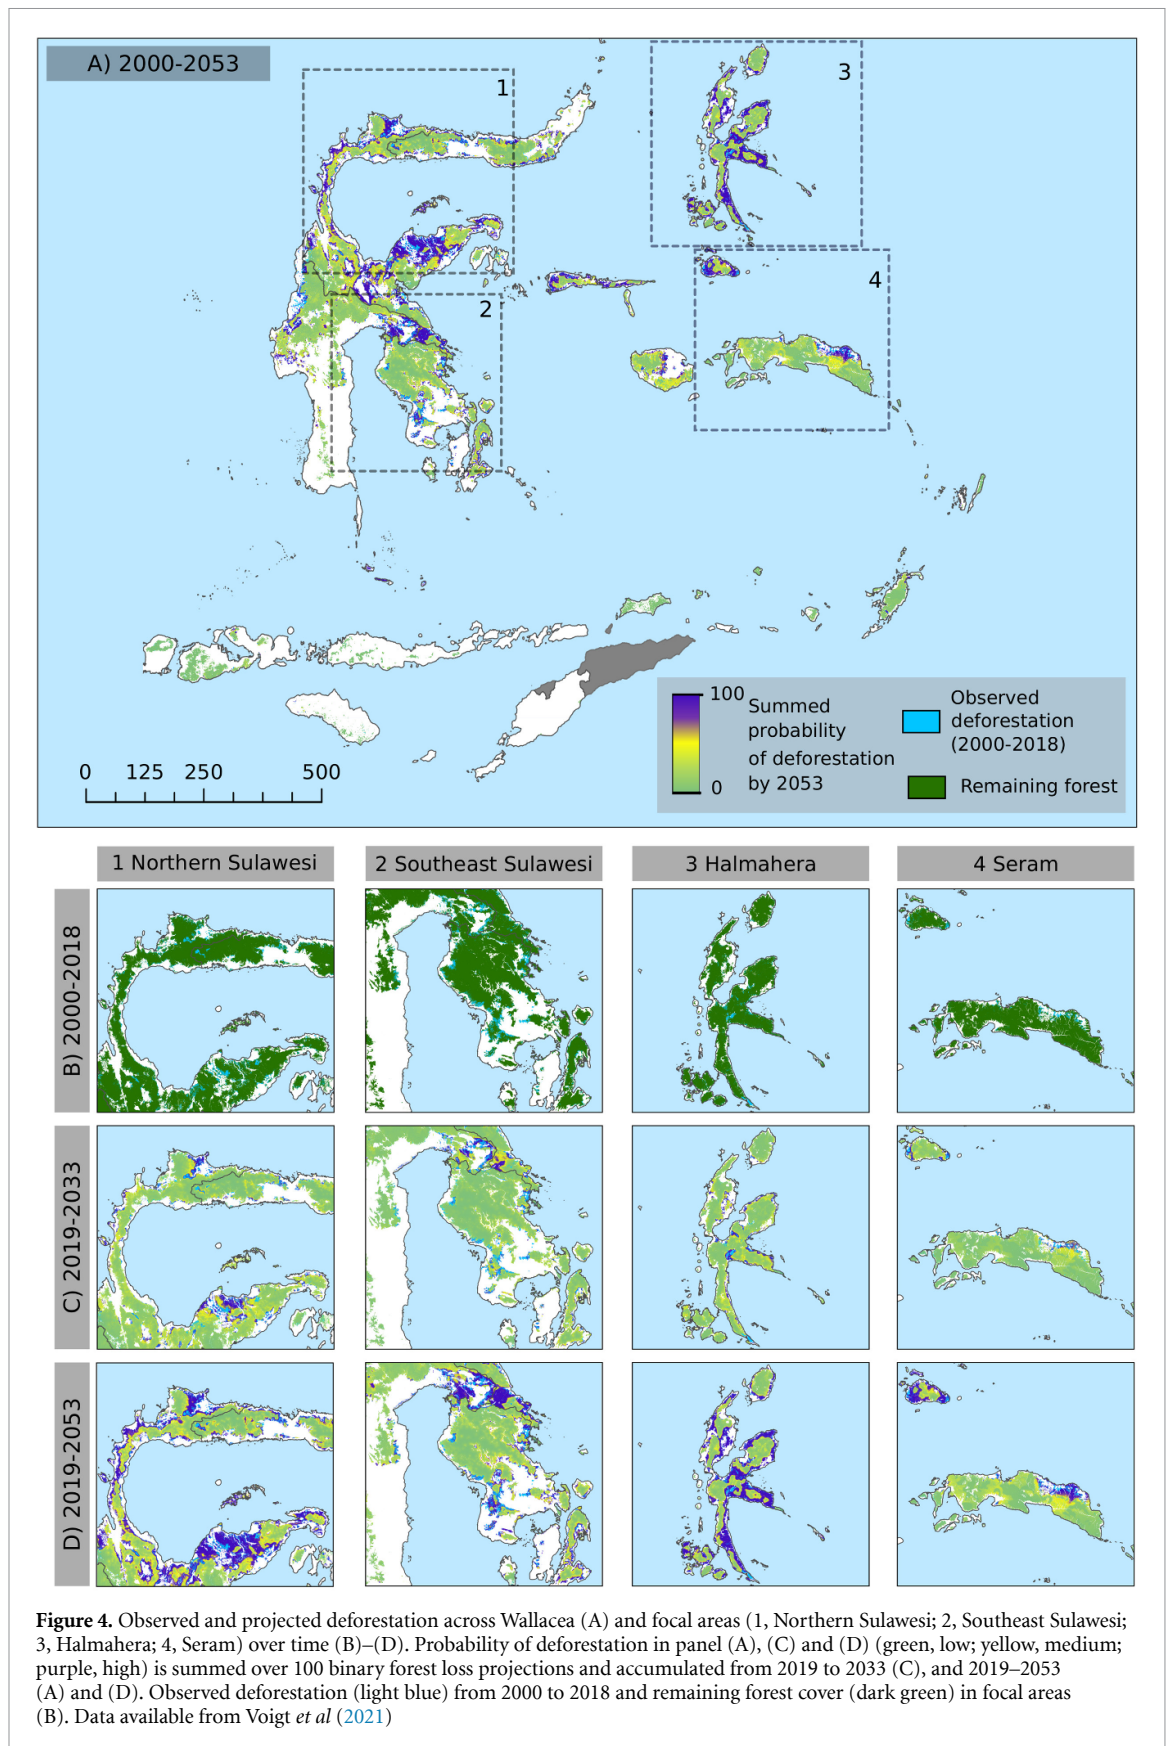 A) 2000-2053
1
2
3
4
100
0
Summed
probability
of deforestation
by 2053
Observed
deforestation
(2000-2018)
Remaining forest
0 125 250 500
1 Northern Sulawesi
2 Southeast Sulawesi
3 Halmahera
4 Seram
B) 2000-2018
C) 2019-2033
D) 2019-2053
Figure 4. Observed and projected deforestation across Wallacea (A) and focal areas (1, Northern Sulawesi; 2, Southeast Sulawesi;
3, Halmahera; 4, Seram) over time (B)–(D). Probability of deforestation in panel (A), (C) and (D) (green, low; yellow, medium;
purple, high) is summed over 100 binary forest loss projections and accumulated from 2019 to 2033 (C), and 2019–2053
(A) and (D). Observed deforestation (light blue) from 2000 to 2018 and remaining forest cover (dark green) in focal areas
(B). Data available from Voigt et al (2021)